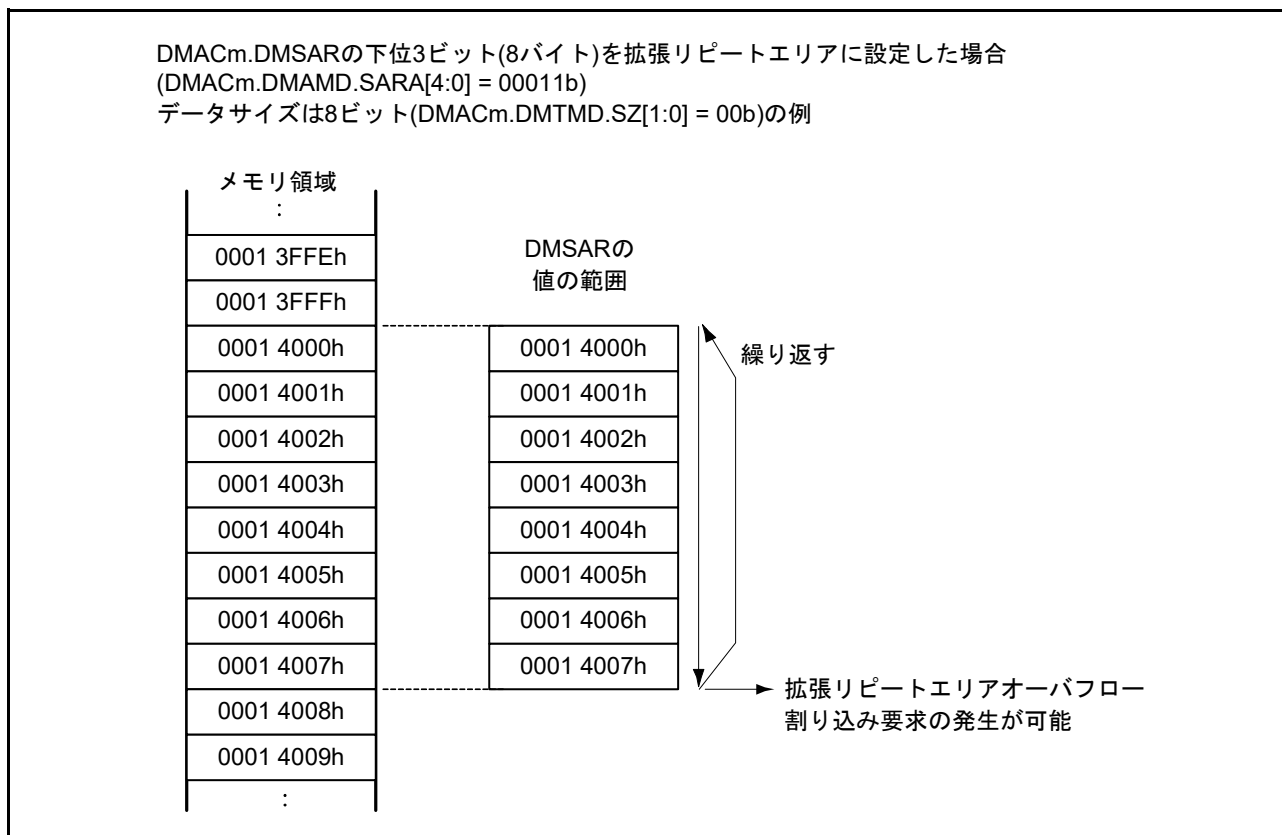 DMACm.DMSARの下位3ビット(8バイト)を拡張リピートエリアに設定した場合
(DMACm.DMAMD.SARA[4:0] = 00011b)
データサイズは8ビット(DMACm.DMTMD.SZ[1:0] = 00b)の例
メモリ領域
:
0001 3FFEh
0001 3FFFh
0001 4000h
0001 4001h
0001 4002h
0001 4003h
0001 4004h
0001 4005h
0001 4006h
0001 4007h
0001 4008h
0001 4009h
:
DMSARの
値の範囲
0001 4000h
0001 4001h
0001 4002h
0001 4003h
0001 4004h
0001 4005h
0001 4006h
0001 4007h
繰り返す
拡張リピートエリアオーバフロー
割り込み要求の発生が可能